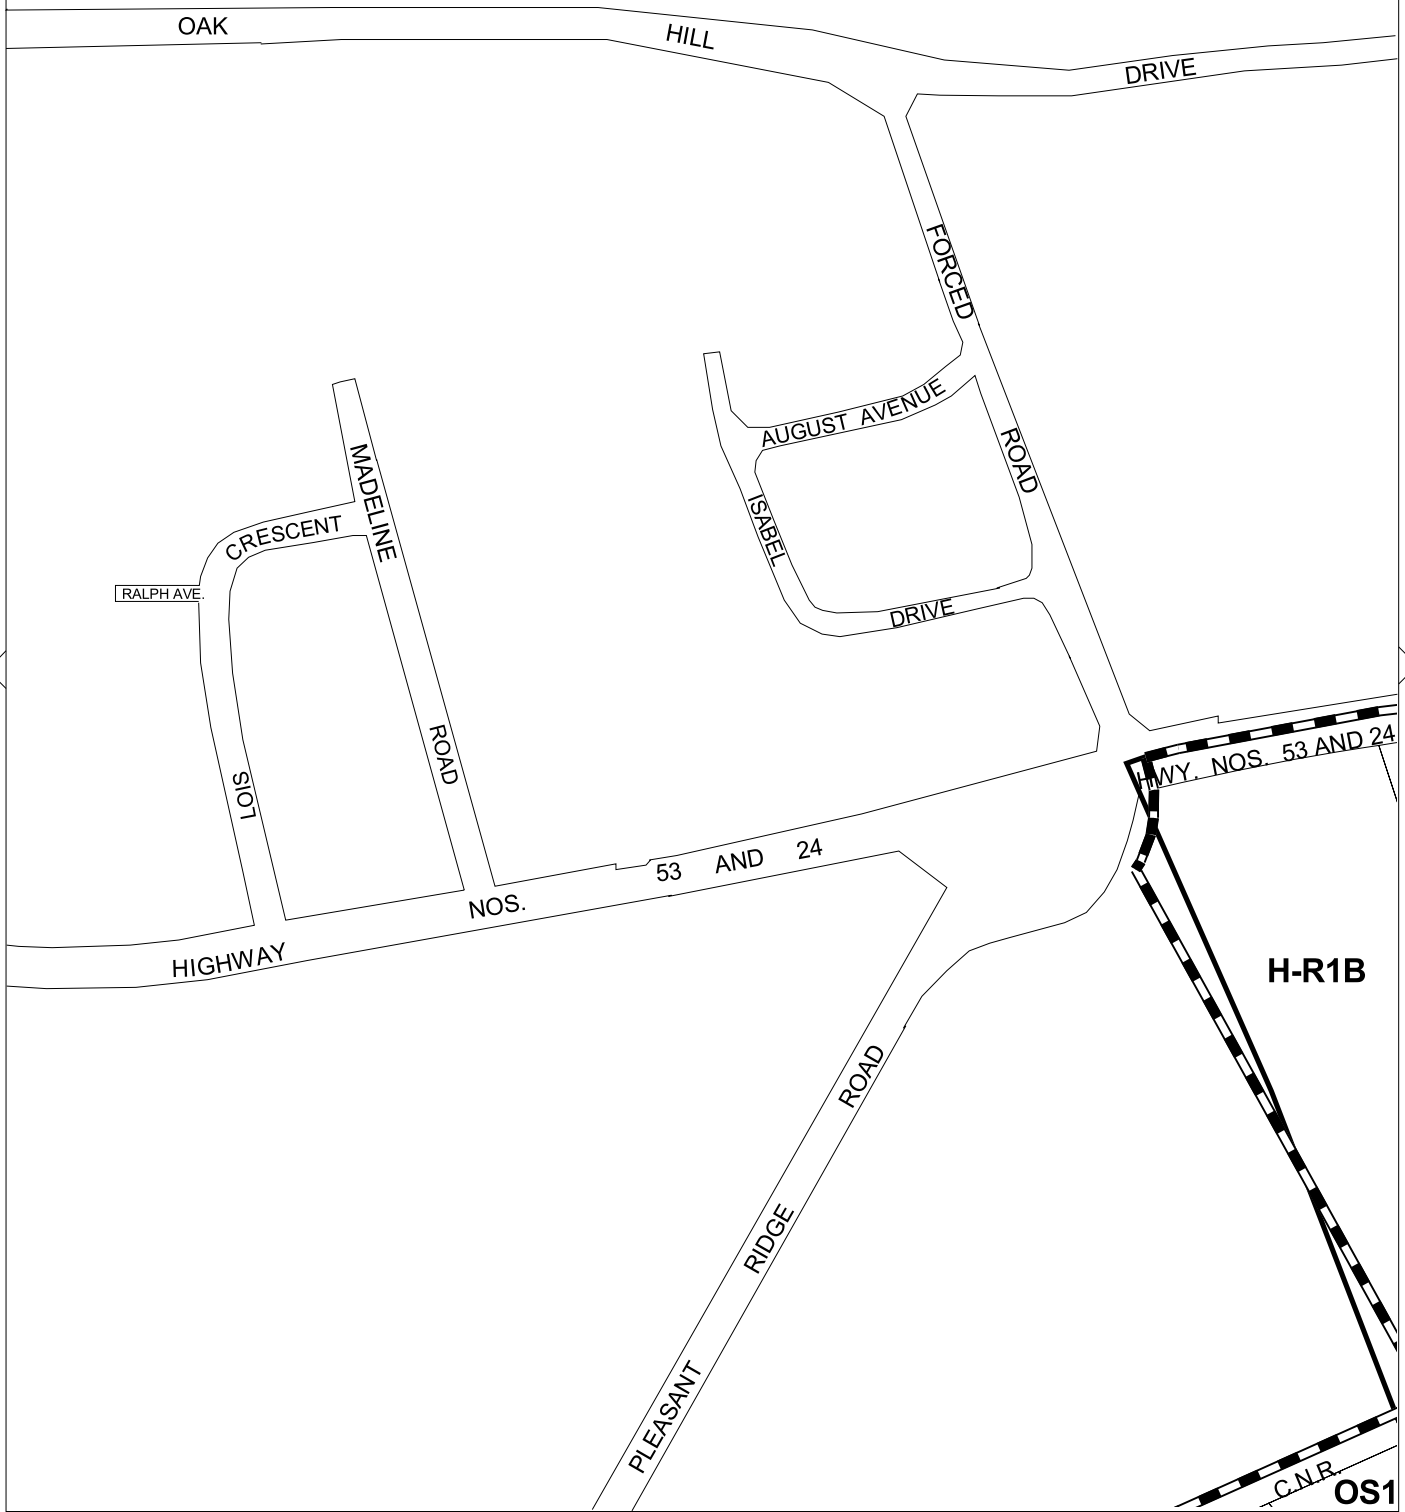 OAK HILL DRIVE
FORCED ROAD
AUGUST AVENUE
MADELINE ROAD
ISABEL DRIVE
CRESCENT
RALPH AVE.
LOIS
HWY. NOS. 53 AND 24
HIGHWAY NOS. 53 AND 24
H-R1B
PLEASANT RIDGE ROAD
C.N.R.
OS1